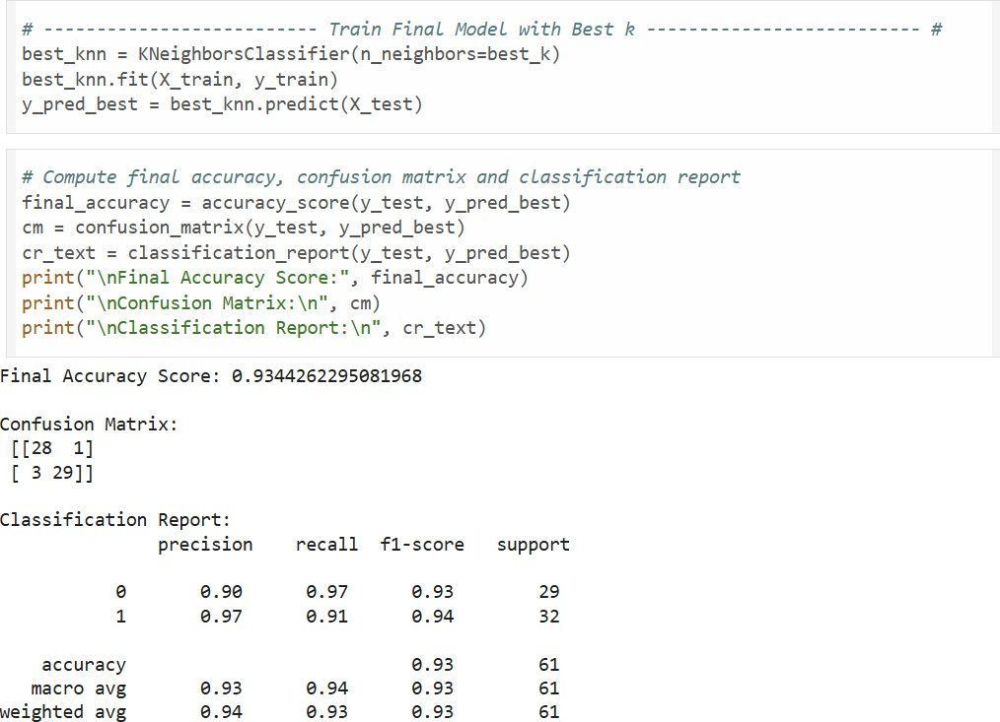 # -------------------------- Train Final Model with Best k -------------------------- #
best_knn = KNeighborsClassifier(n_neighbors=best_k)
best_knn.fit(X_train, y_train)
y_pred_best = best_knn.predict(X_test)
# Compute final accuracy, confusion matrix and classification report
final_accuracy = accuracy_score(y_test, y_pred_best)
cm = confusion_matrix(y_test, y_pred_best)
cr_text = classification_report(y_test, y_pred_best)
print("\nFinal Accuracy Score:", final_accuracy)
print("\nConfusion Matrix:\n", cm)
print("\nClassification Report:\n", cr_text)
Final Accuracy Score: 0.9344262295081968
Confusion Matrix:
[[28  1]
[ 3 29]]
Classification Report:
precision    recall  f1-score   support
0       0.90      0.97      0.93        29
1       0.97      0.91      0.94        32
accuracy                           0.93        61
macro avg       0.93      0.94      0.93        61
weighted avg       0.94      0.93      0.93        61